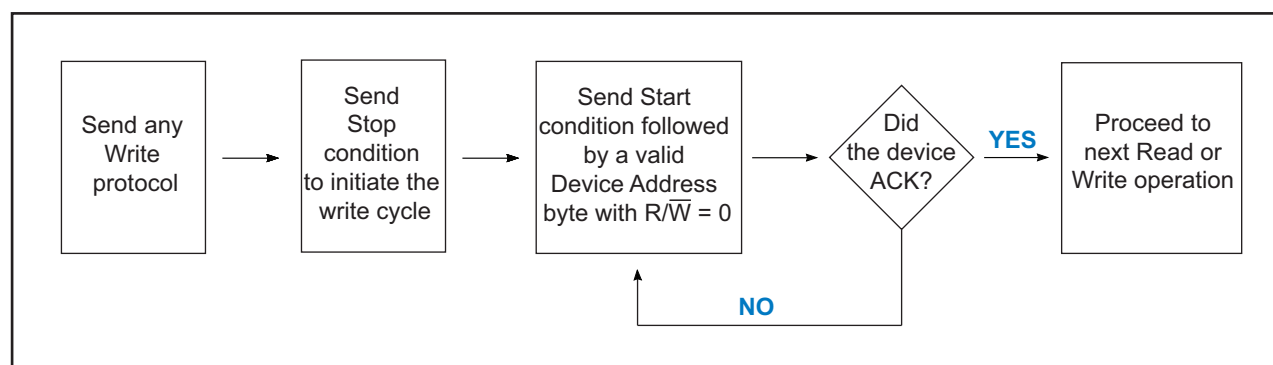 Send any
Write
protocol
Send
Stop
condition
to initiate the
write cycle
Send Start
condition followed
by a valid
Device Address
byte with R/W̅ = 0
Did
the device
ACK?
YES
NO
Proceed to
next Read or
Write operation